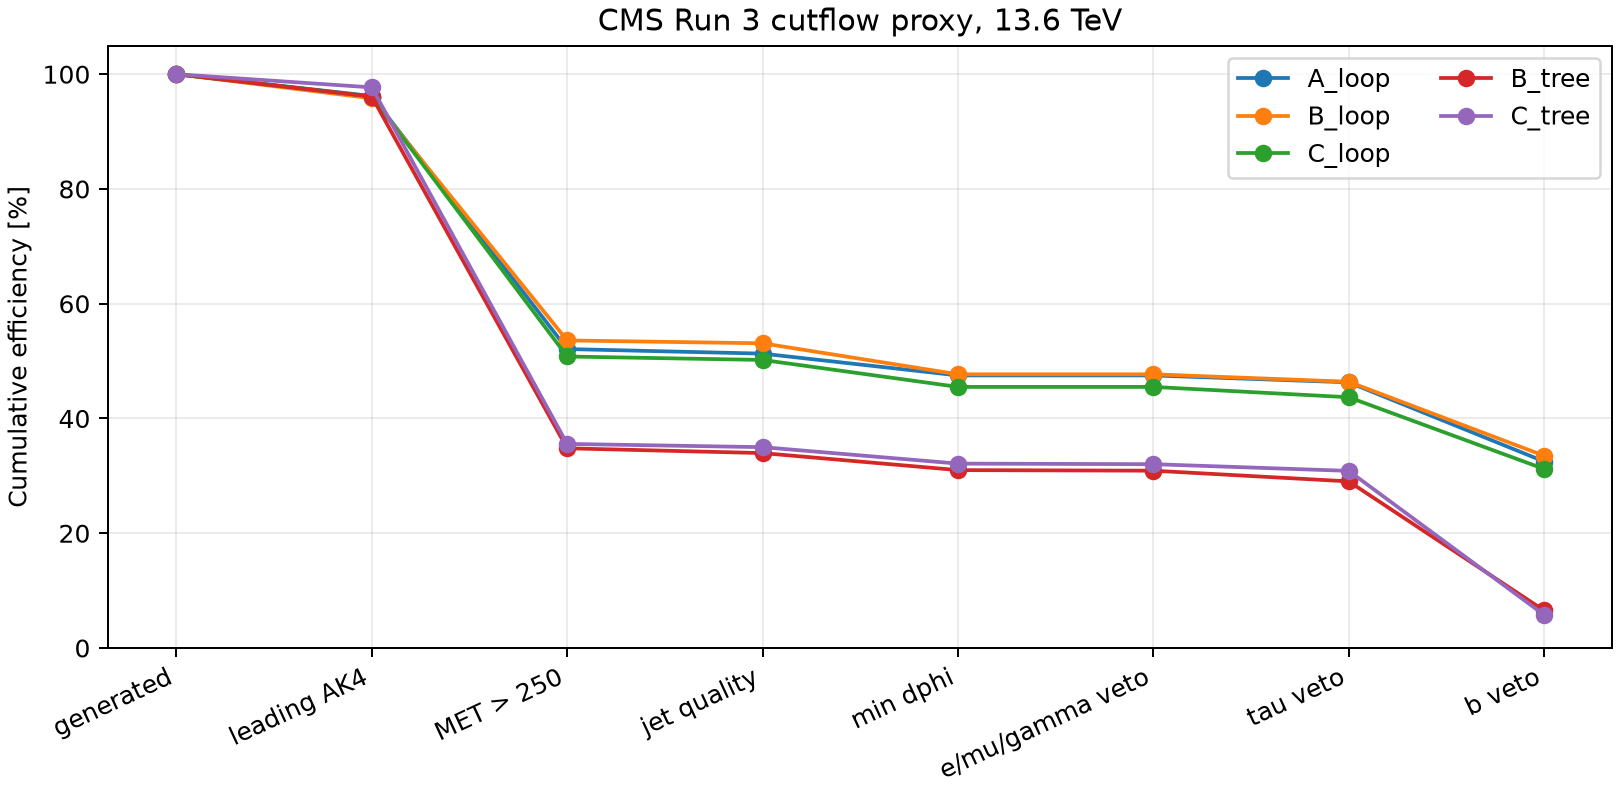 CMS Run 3 cutflow proxy, 13.6 TeV
Cumulative efficiency [%]
100
80
60
40
20
0
A_loop
B_loop
C_loop
B_tree
C_tree
generated
leading AK4
MET > 250
jet quality
min dphi
e/mu/gamma veto
tau veto
b veto